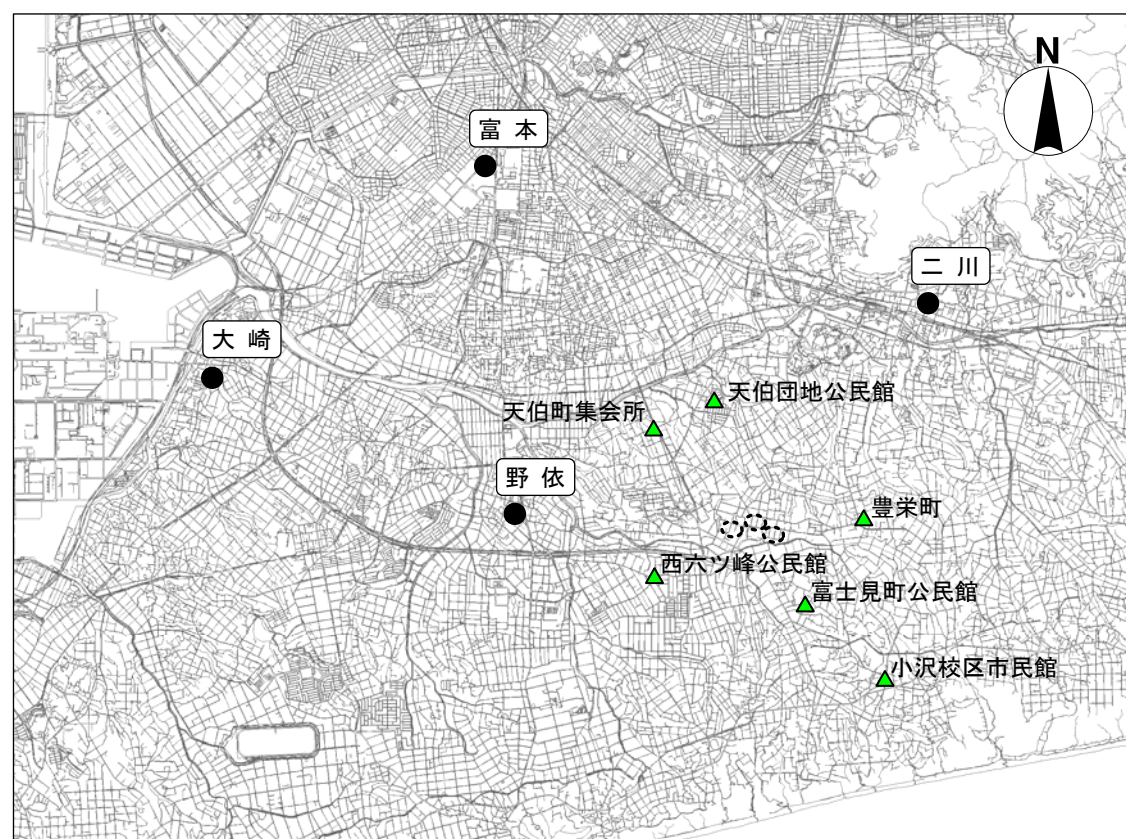 N
富本
二川
大崎
天伯団地公民館
天伯町集会所
野依
豊栄町
西六ツ峰公民館
富士見町公民館
小沢校区市民館